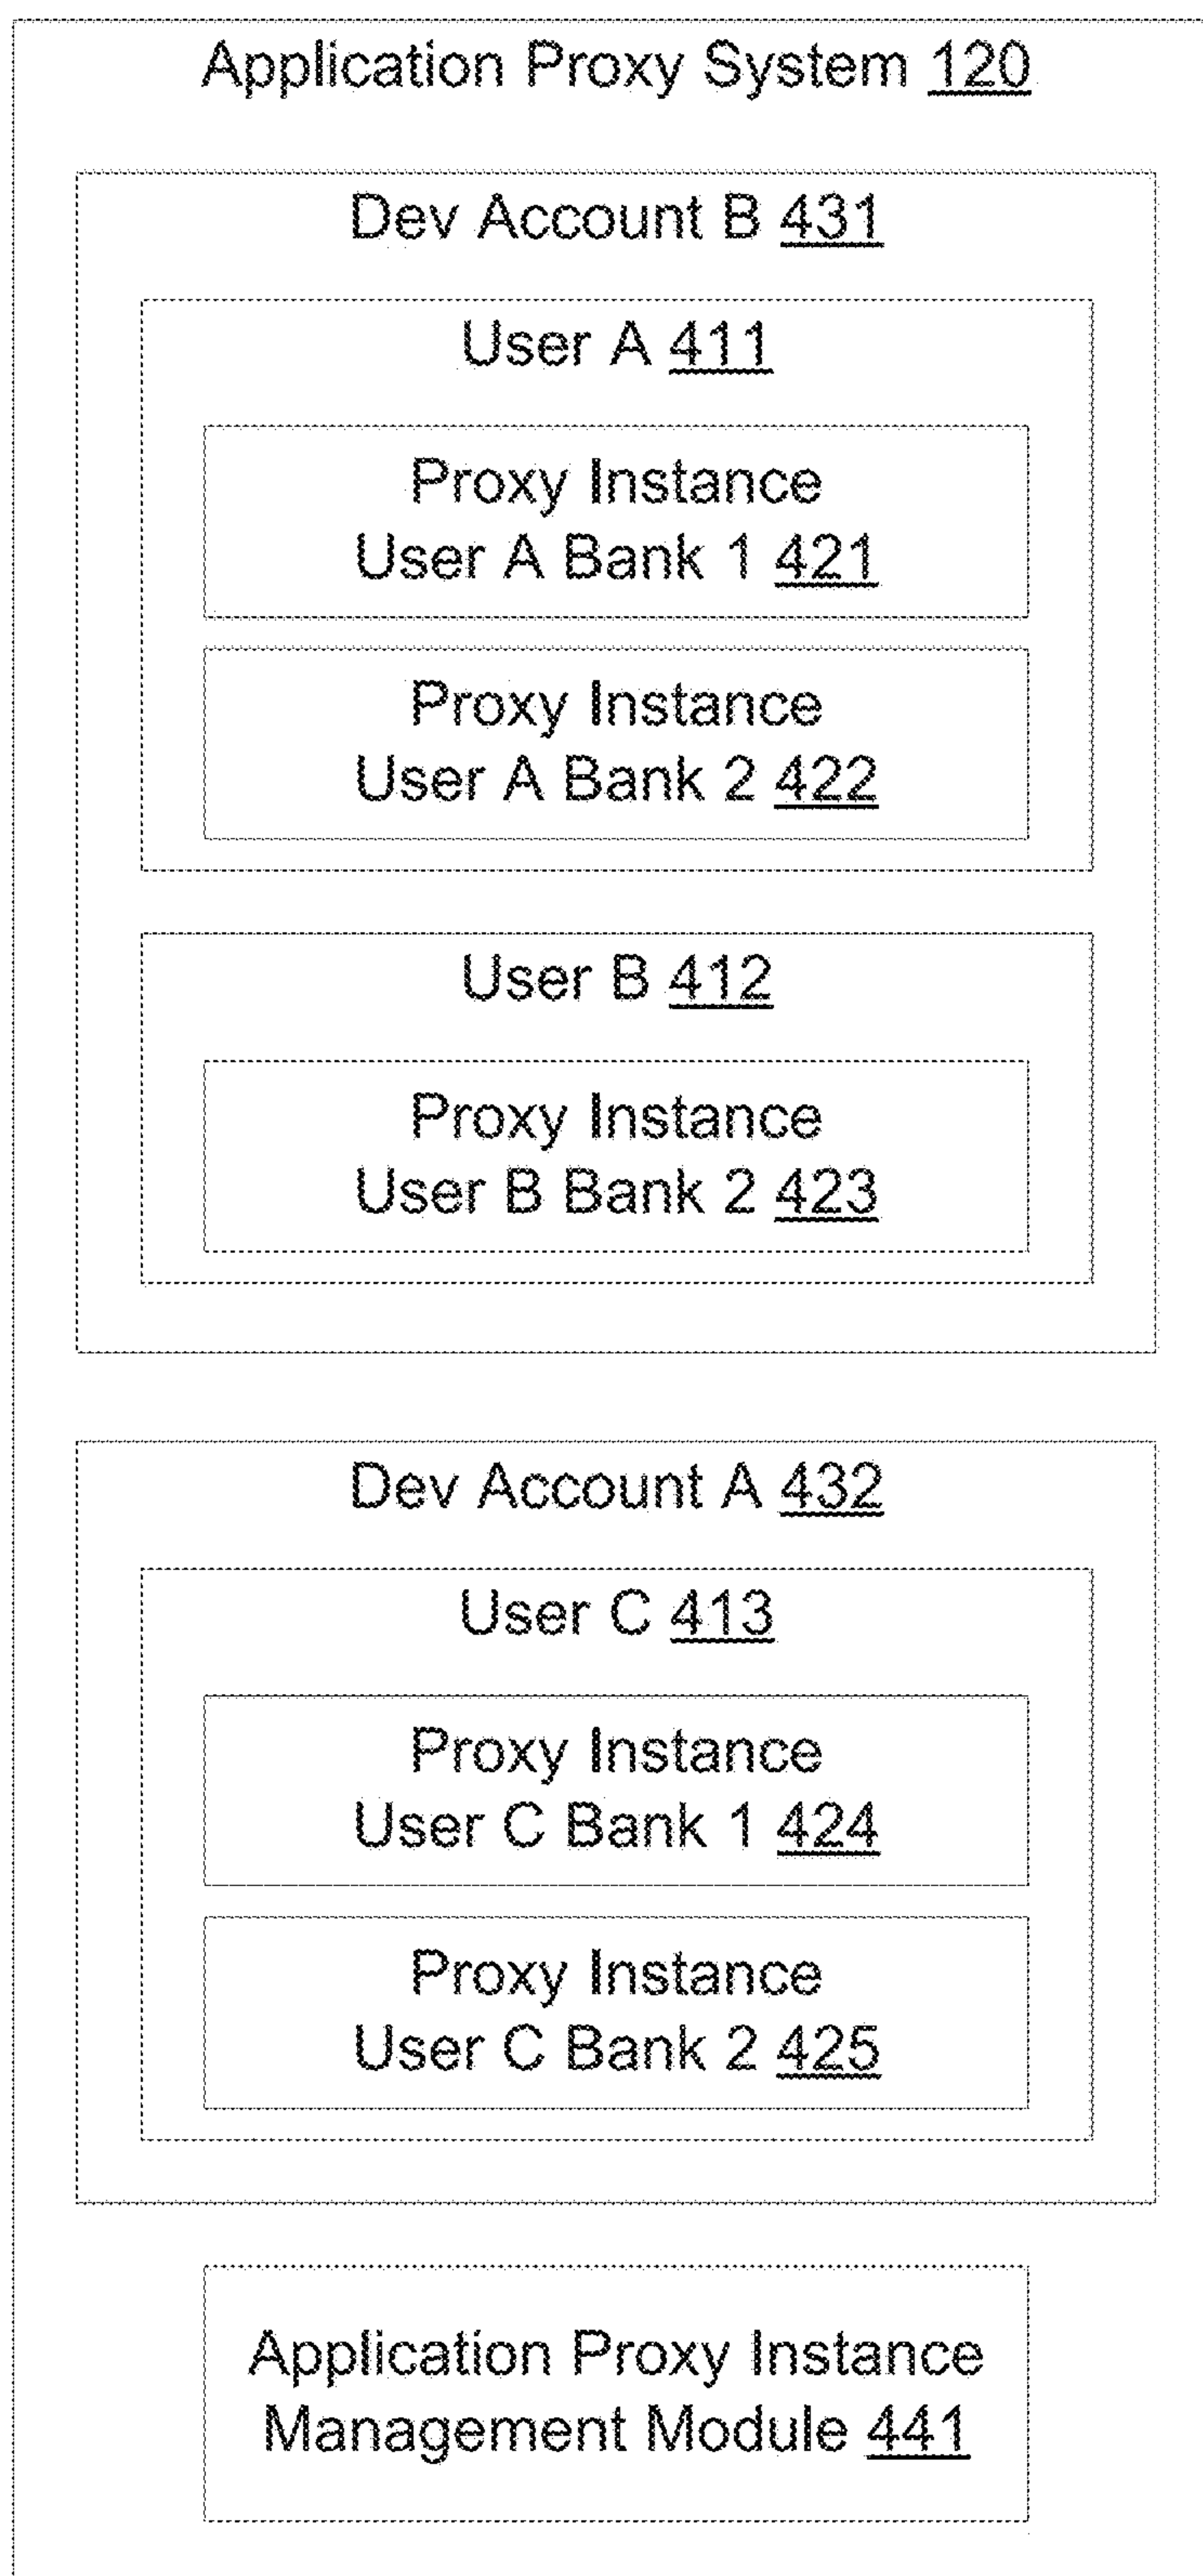 Application Proxy System 120
Dev Account B 431
User A 411
Proxy Instance
User A Bank 1 421
Proxy Instance
User A Bank 2 422
User B 412
Proxy Instance
User B Bank 2 423
Dev Account A 432
User C 413
Proxy Instance
User C Bank 1 424
Proxy Instance
User C Bank 2 425
Application Proxy Instance
Management Module 441